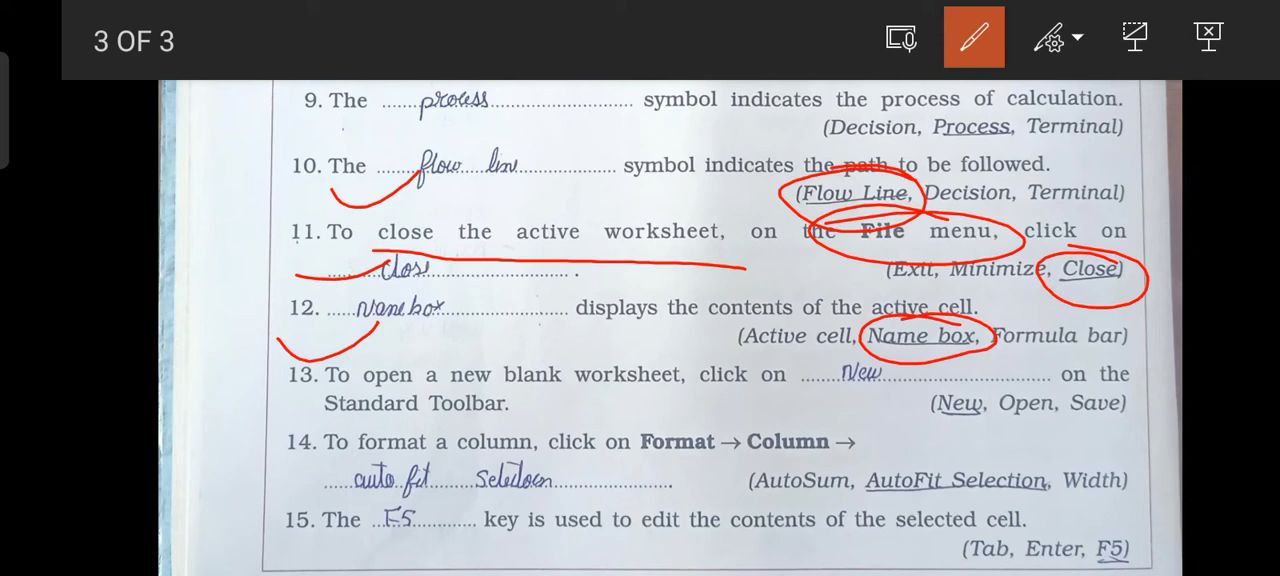 3 OF 3
9. The ......process.............................. symbol indicates the process of calculation.
(Decision, Process, Terminal)
10. The ........flow line.................... symbol indicates the path to be followed.
(Flow Line, Decision, Terminal)
11. To close the active worksheet, on the File menu, click on
...........Clos............................ . (Exit, Minimize, Close)
12. .....Nanebox......................... displays the contents of the active cell.
(Active cell, Name box, Formula bar)
13. To open a new blank worksheet, click on ........New.................................. on the
Standard Toolbar. (New, Open, Save)
14. To format a column, click on Format → Column →
.....auto fit...... ........................ (AutoSum, AutoFit Selection, Width)
15. The ..F5............. key is used to edit the contents of the selected cell.
(Tab, Enter, F5)